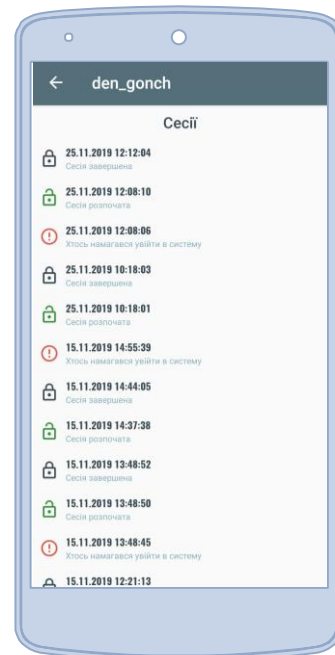 den_gonch
Сесії
25.11.2019 12:12:04
Сесія завершена
25.11.2019 12:08:10
Сесія розпочата
25.11.2019 12:08:06
Хтось намагався увійти в систему
25.11.2019 10:18:03
Сесія завершена
25.11.2019 10:18:01
Сесія розпочата
15.11.2019 14:55:39
Хтось намагався увійти в систему
15.11.2019 14:44:05
Сесія завершена
15.11.2019 14:37:38
Сесія розпочата
15.11.2019 13:48:52
Сесія завершена
15.11.2019 13:48:50
Сесія розпочата
15.11.2019 13:48:45
Хтось намагався увійти в систему
15.11.2019 12:21:13